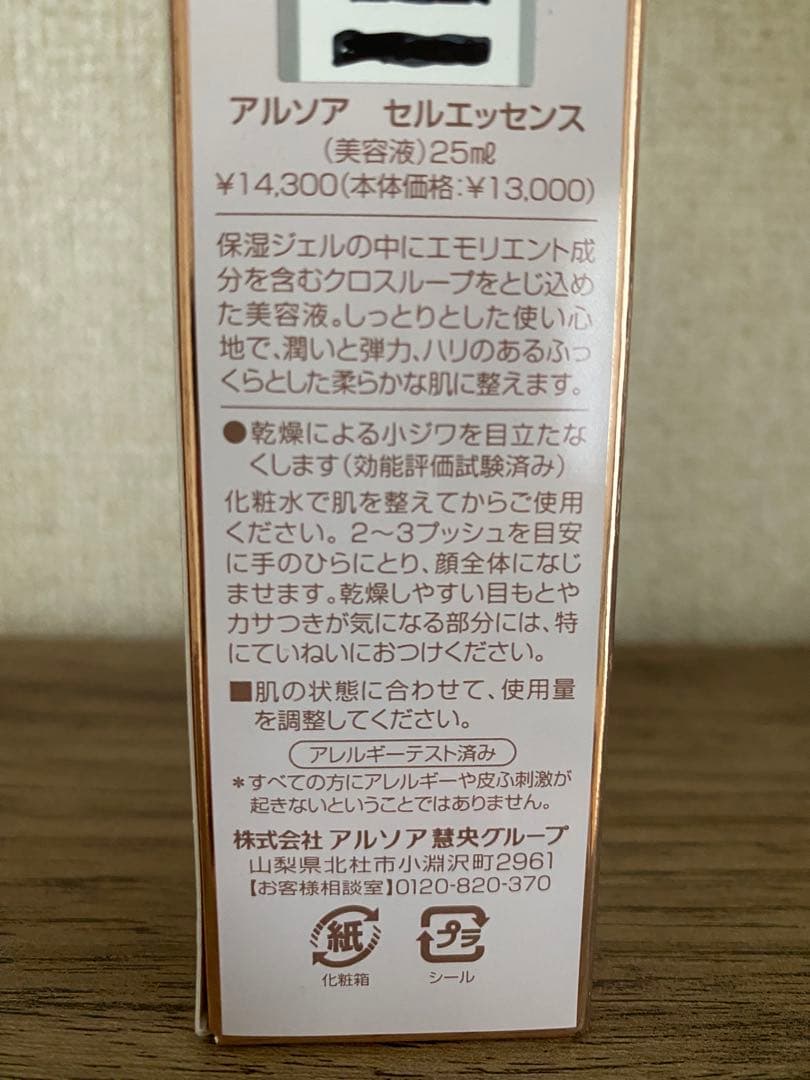 アルソア　セルエッセンス
(美容液)25㎖
¥14,300(本体価格:¥13,000)
保湿ジェルの中にエモリエント成
分を含むクロスループをとじ込め
た美容液。しっとりとした使い心
地で、潤いと弾力、ハリのあるふっ
くらとした柔らかな肌に整えます。
●乾燥による小ジワを目立たな
くします(効能評価試験済み)
化粧水で肌を整えてからご使用
ください。2〜3プッシュを目安
に手のひらにとり、顔全体になじ
ませます。乾燥しやすい目もとや
カサつきが気になる部分には、特
にていねいにおつけください。
■肌の状態に合わせて、使用量
を調整してください。
アレルギーテスト済み
*すべての方にアレルギーや皮ふ刺激が
起きないということではありません。
株式会社 アルソア慧央グループ
山梨県北杜市小淵沢町2961
【お客様相談室】0120-820-370
紙 プラ
化粧箱 シール